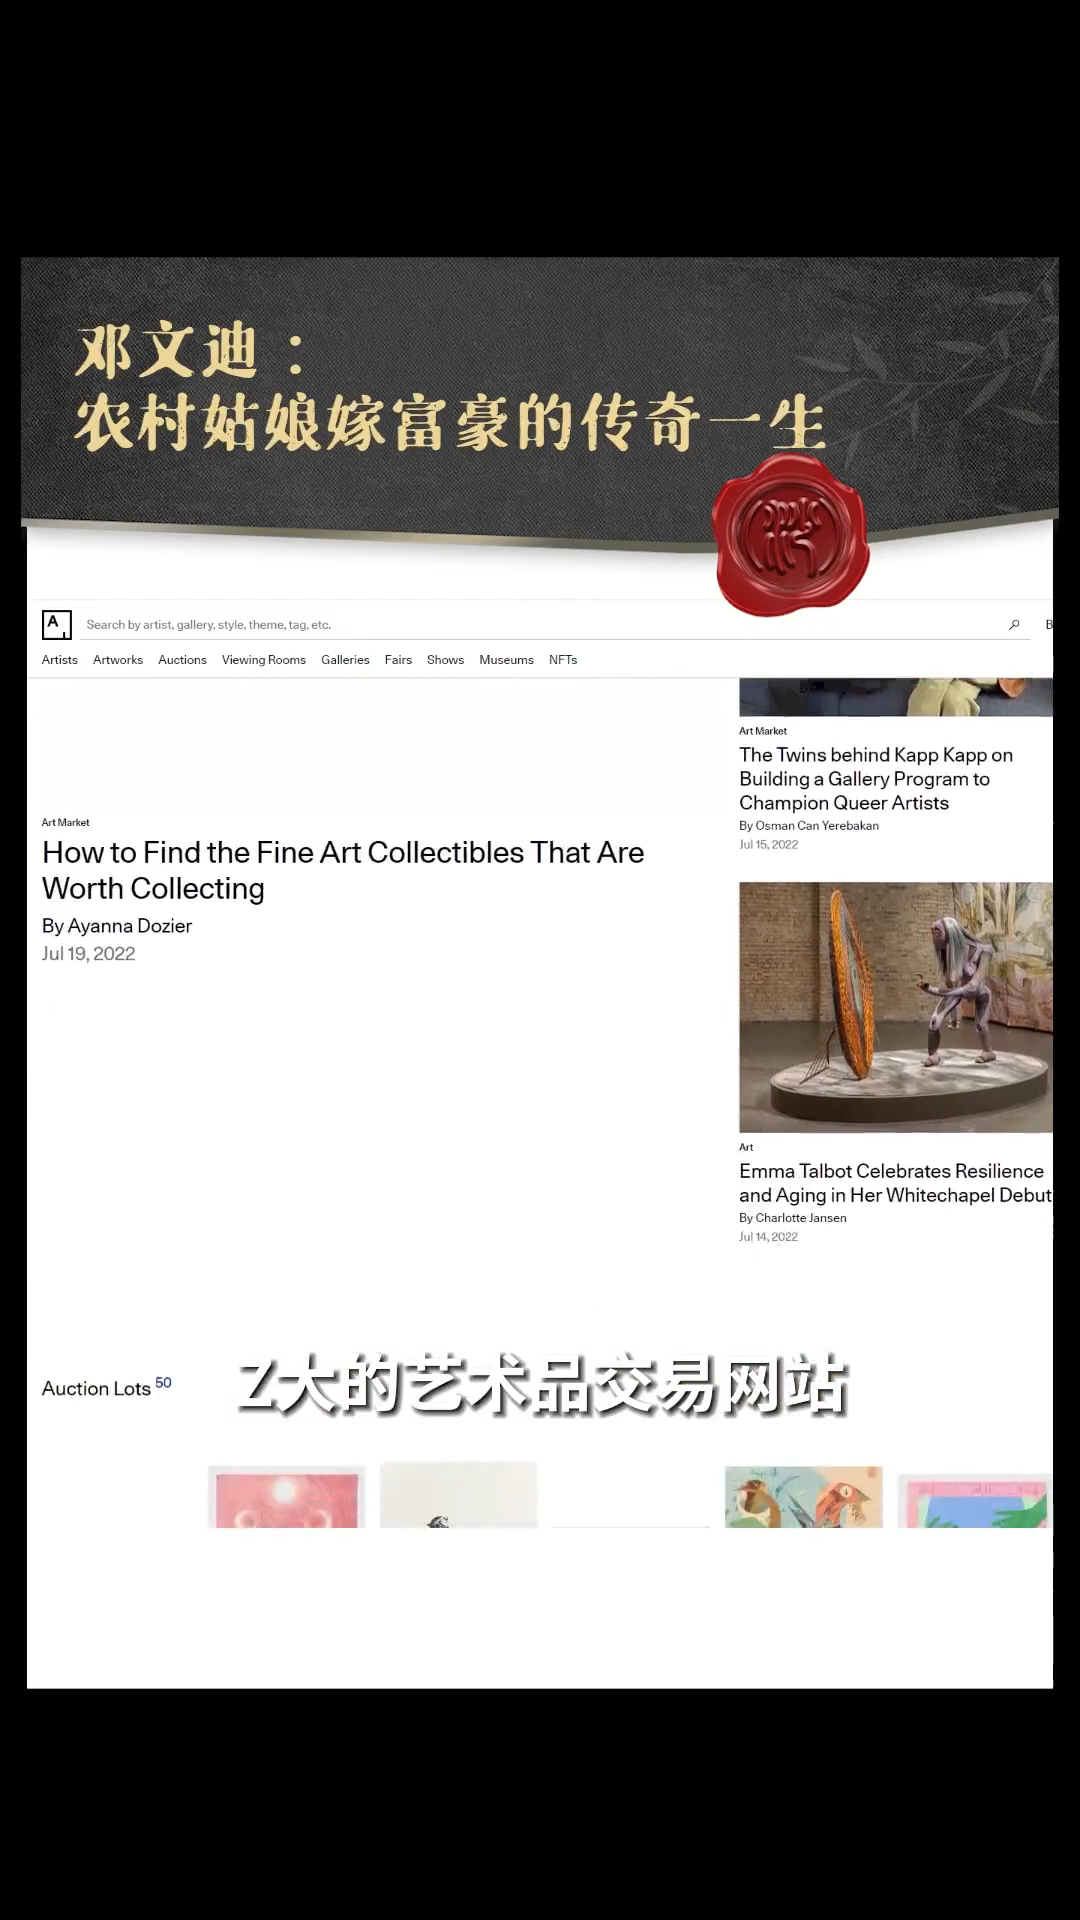 邓文迪：
农村姑娘嫁富豪的传奇一生
A
Search by artist, gallery, style, theme, tag, etc.
B
Artists Artworks Auctions Viewing Rooms Galleries Fairs Shows Museums NFTs
Art Market
How to Find the Fine Art Collectibles That Are
Worth Collecting
By Ayanna Dozier
Jul 19, 2022
Art Market
The Twins behind Kapp Kapp on
Building a Gallery Program to
Champion Queer Artists
By Osman Can Yerebakan
Jul 15, 2022
Art
Emma Talbot Celebrates Resilience
and Aging in Her Whitechapel Debut
By Charlotte Jansen
Jul 14, 2022
Auction Lots 50
Z大的艺术品交易网站